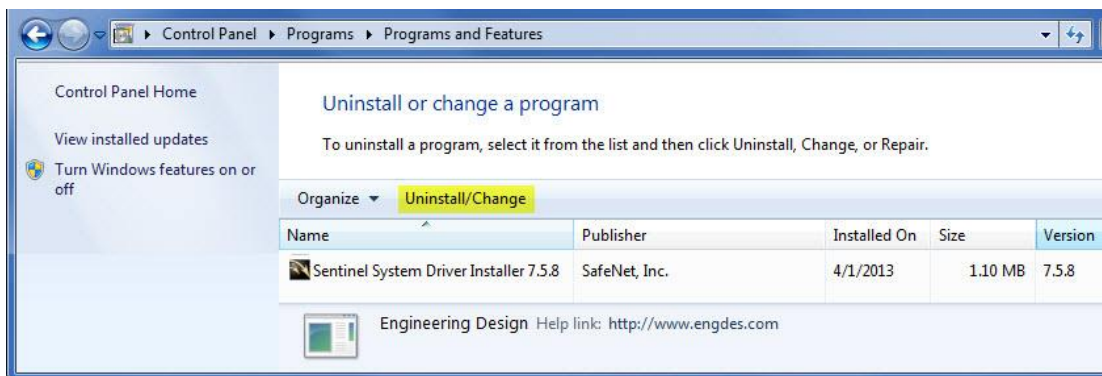 Control Panel ▸ Programs ▸ Programs and Features
Control Panel Home
View installed updates
Turn Windows features on or
off
Uninstall or change a program
To uninstall a program, select it from the list and then click Uninstall, Change, or Repair.
Organize Uninstall/Change
Name Publisher Installed On Size Version
Sentinel System Driver Installer 7.5.8 SafeNet, Inc. 4/1/2013 1.10 MB 7.5.8
Engineering Design Help link: http://www.engdes.com